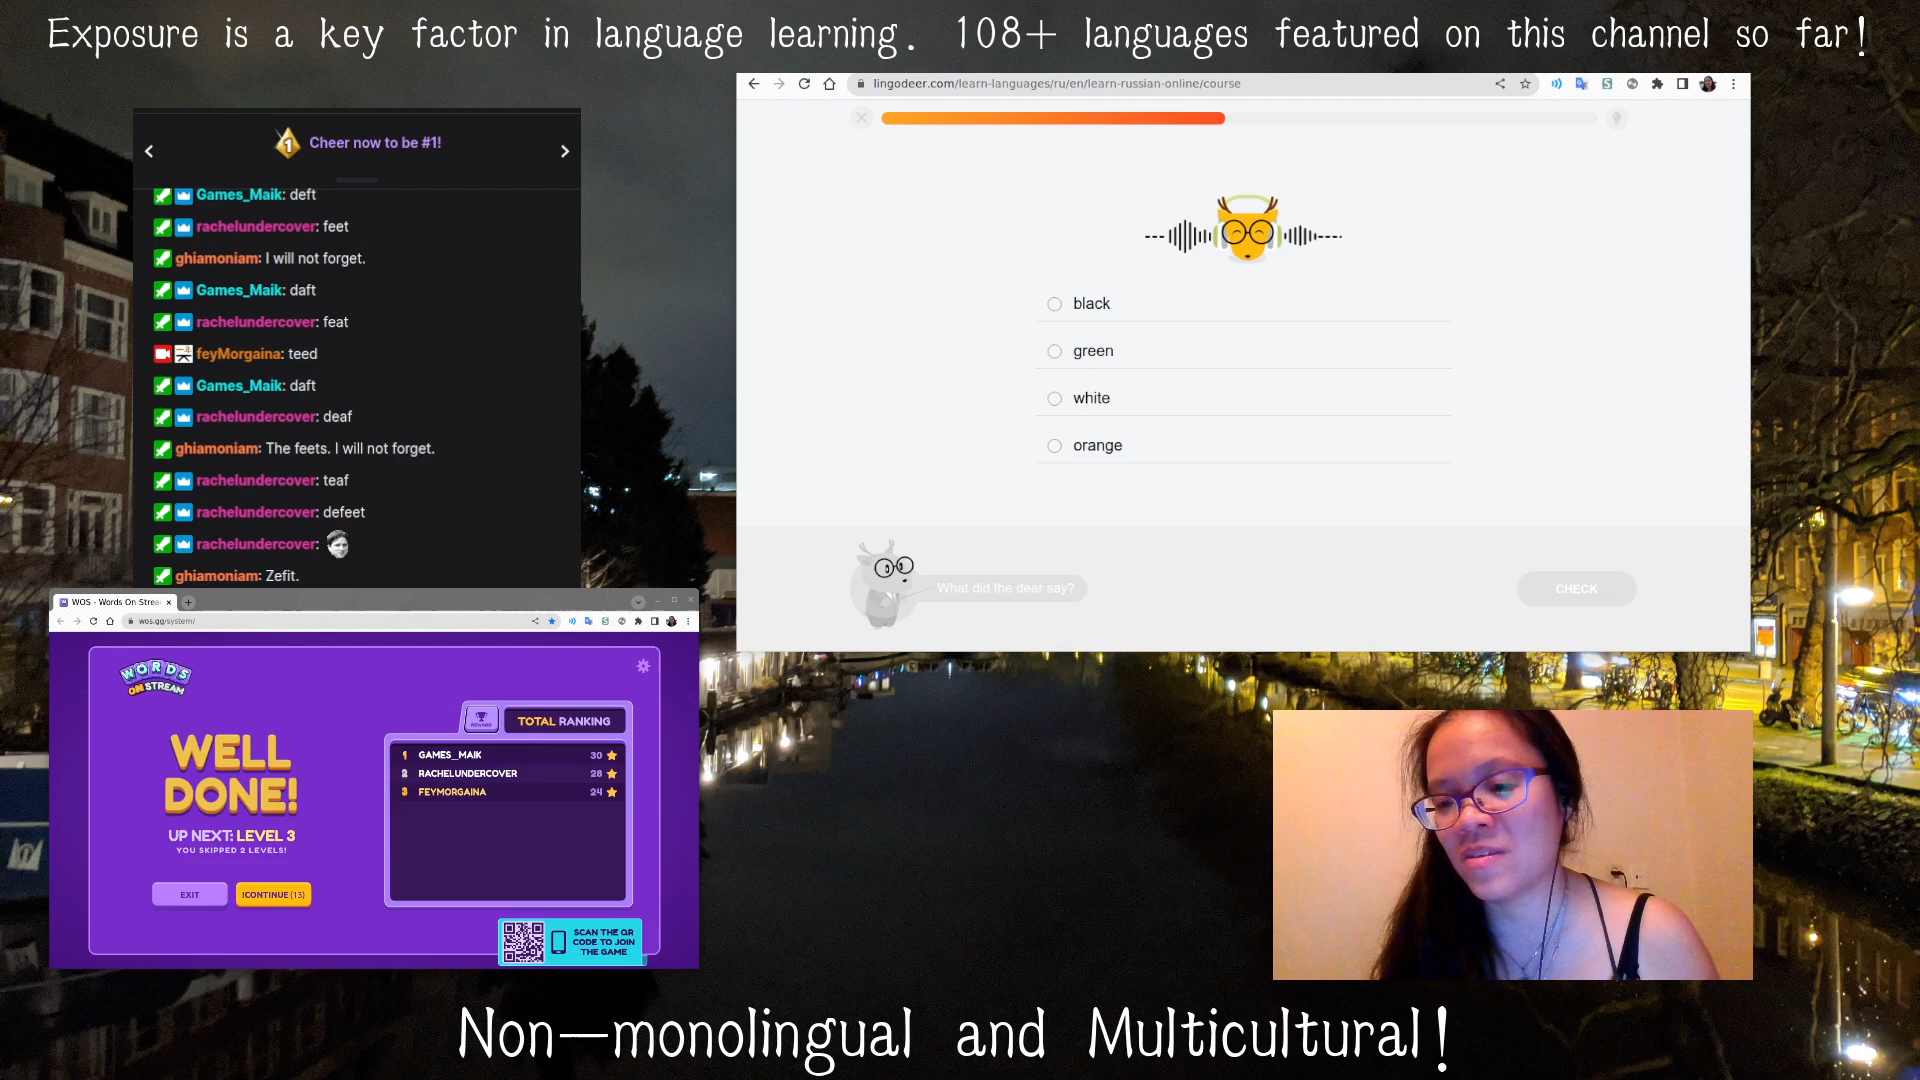 Exposure is a key factor in language learning. 108+ languages featured on this channel so far!
lingodeer.com/learn-languages/ru/en/learn-russian-online/course
1 Cheer now to be #1!
Games_Maik: deft
rachelundercover: feet
ghiamoniam: I will not forget.
Games_Maik: daft
rachelundercover: feat
feyMorgaina: teed
Games_Maik: daft
rachelundercover: deaf
ghiamoniam: The feets. I will not forget.
rachelundercover: teaf
rachelundercover: defeet
rachelundercover:
ghiamoniam: Zefit.
black
green
white
orange
What did the deer say?
CHECK
WOS - Words On Strea
wos.gg/system/
WORDS
ON STREAM
WELL
DONE!
UP NEXT: LEVEL 3
YOU SKIPPED 2 LEVELS!
EXIT
!CONTINUE (13)
REWARD
TOTAL RANKING
1 GAMES_MAIK 30
2 RACHELUNDERCOVER 28
3 FEYMORGAINA 24
SCAN THE QR
CODE TO JOIN
THE GAME
Non-monolingual and Multicultural!